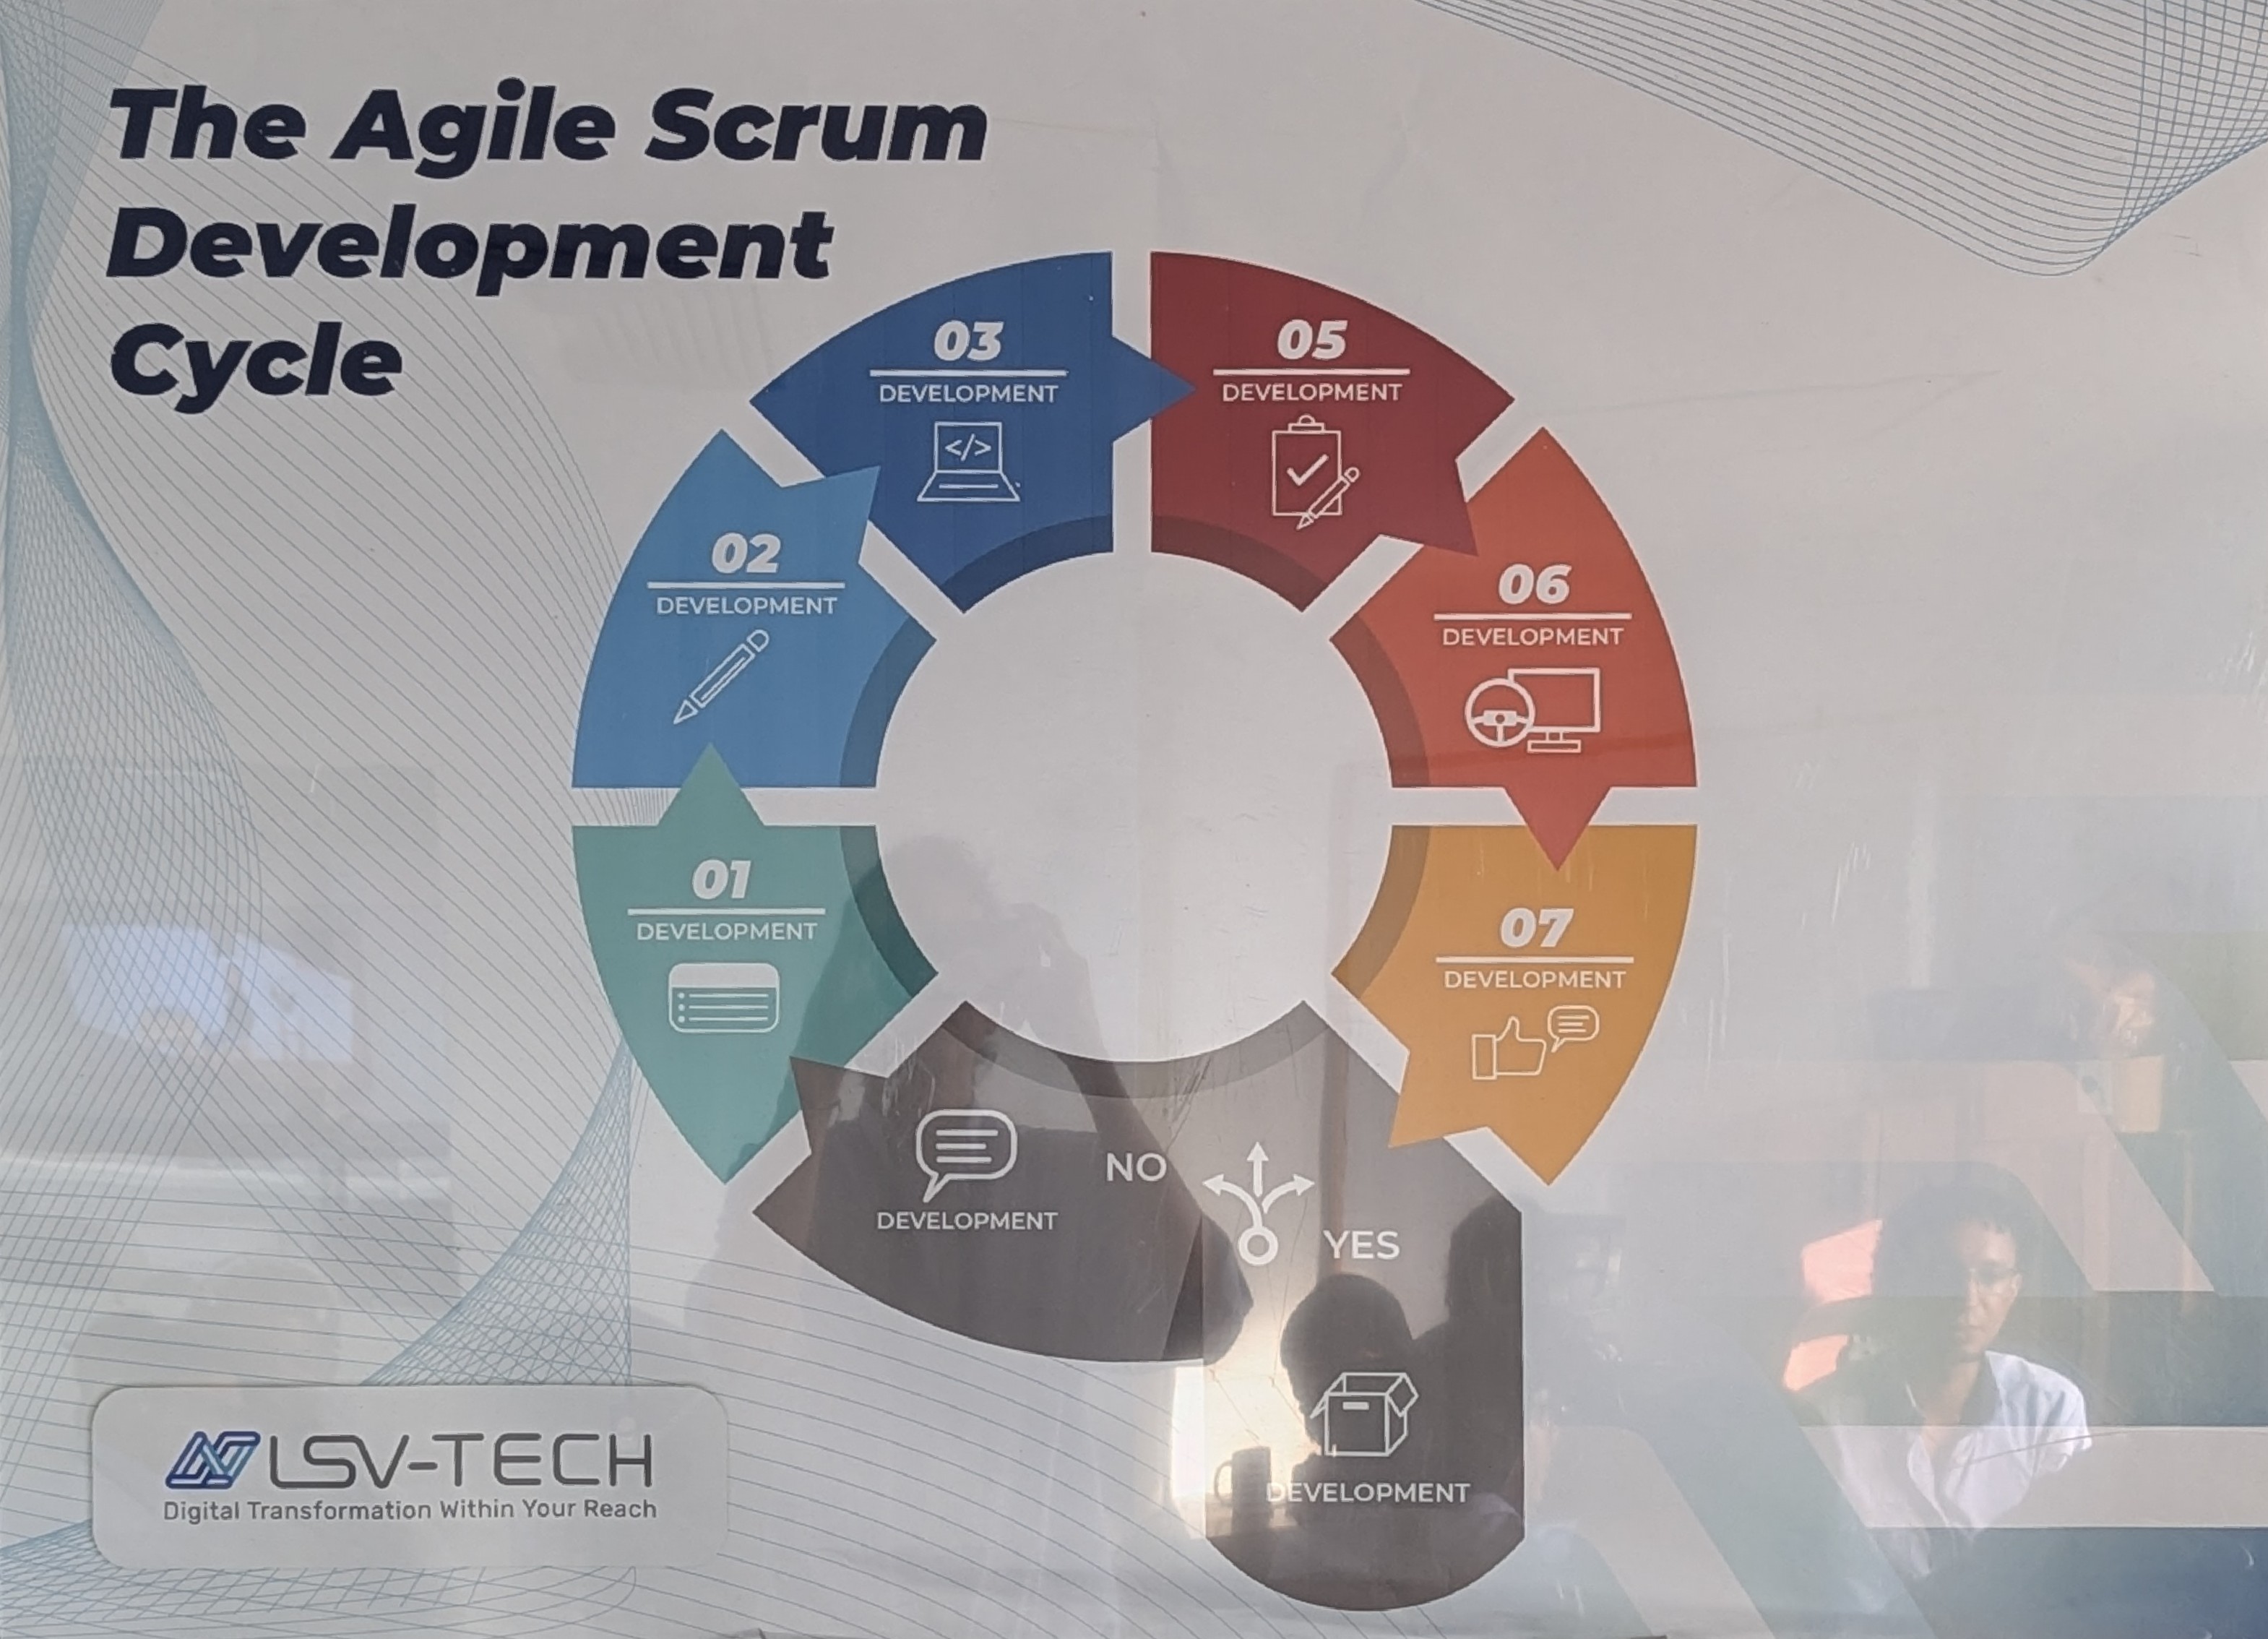 The Agile Scrum
Development
Cycle
03
DEVELOPMENT
05
DEVELOPMENT
02
DEVELOPMENT
</>
06
DEVELOPMENT
01
DEVELOPMENT
07
DEVELOPMENT
NO
DEVELOPMENT
YES
DEVELOPMENT
LSV-TECH
Digital Transformation Within Your Reach